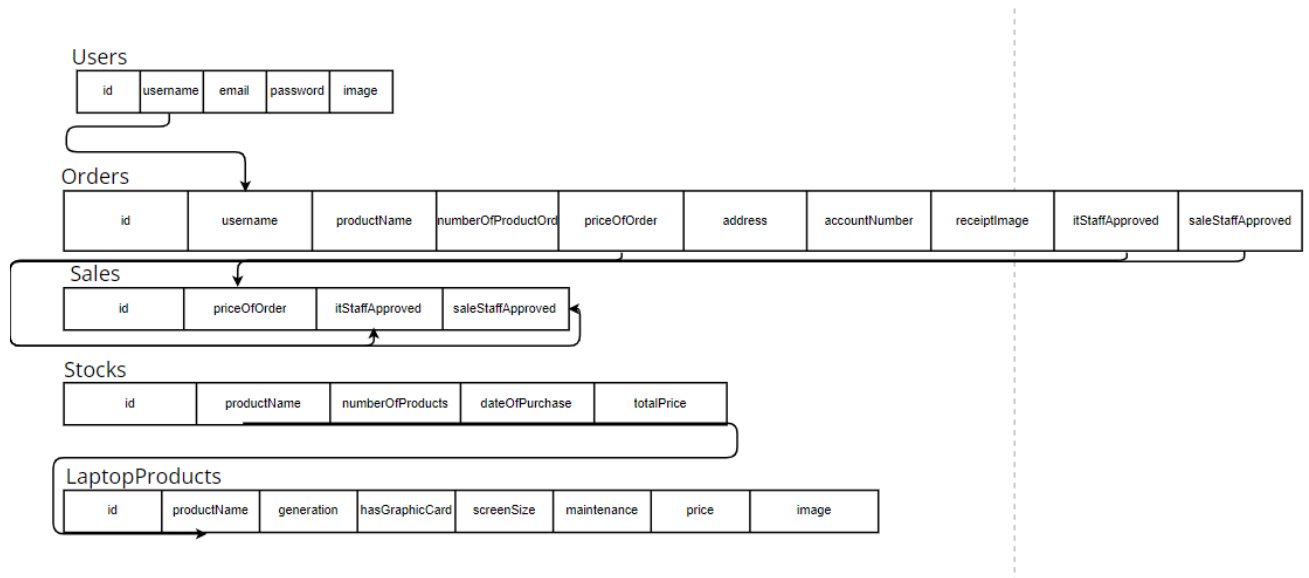 Users
id username email password image
Orders
id username productName numberOfProductOrd priceOfOrder address accountNumber receiptImage itStaffApproved saleStaffApproved
Sales
id priceOfOrder itStaffApproved saleStaffApproved
Stocks
id productName numberOfProducts dateOfPurchase totalPrice
LaptopProducts
id productName generation hasGraphicCard screenSize maintenance price image